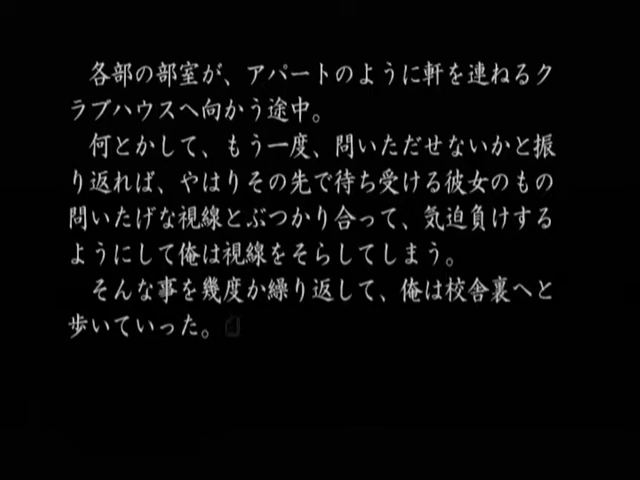 各部の部室が、アパートのように軒を連ねるク
ラブハウスへ向かう途中。
何とかして、もう一度、問いただせないかと振
り返れば、やはりその先で待ち受ける彼女のもの
問いたげな視線とぶつかり合って、気迫負けする
ようにして俺は視線をそらしてしまう。
そんな事を幾度か繰り返して、俺は校舎裏へと
歩いていった。